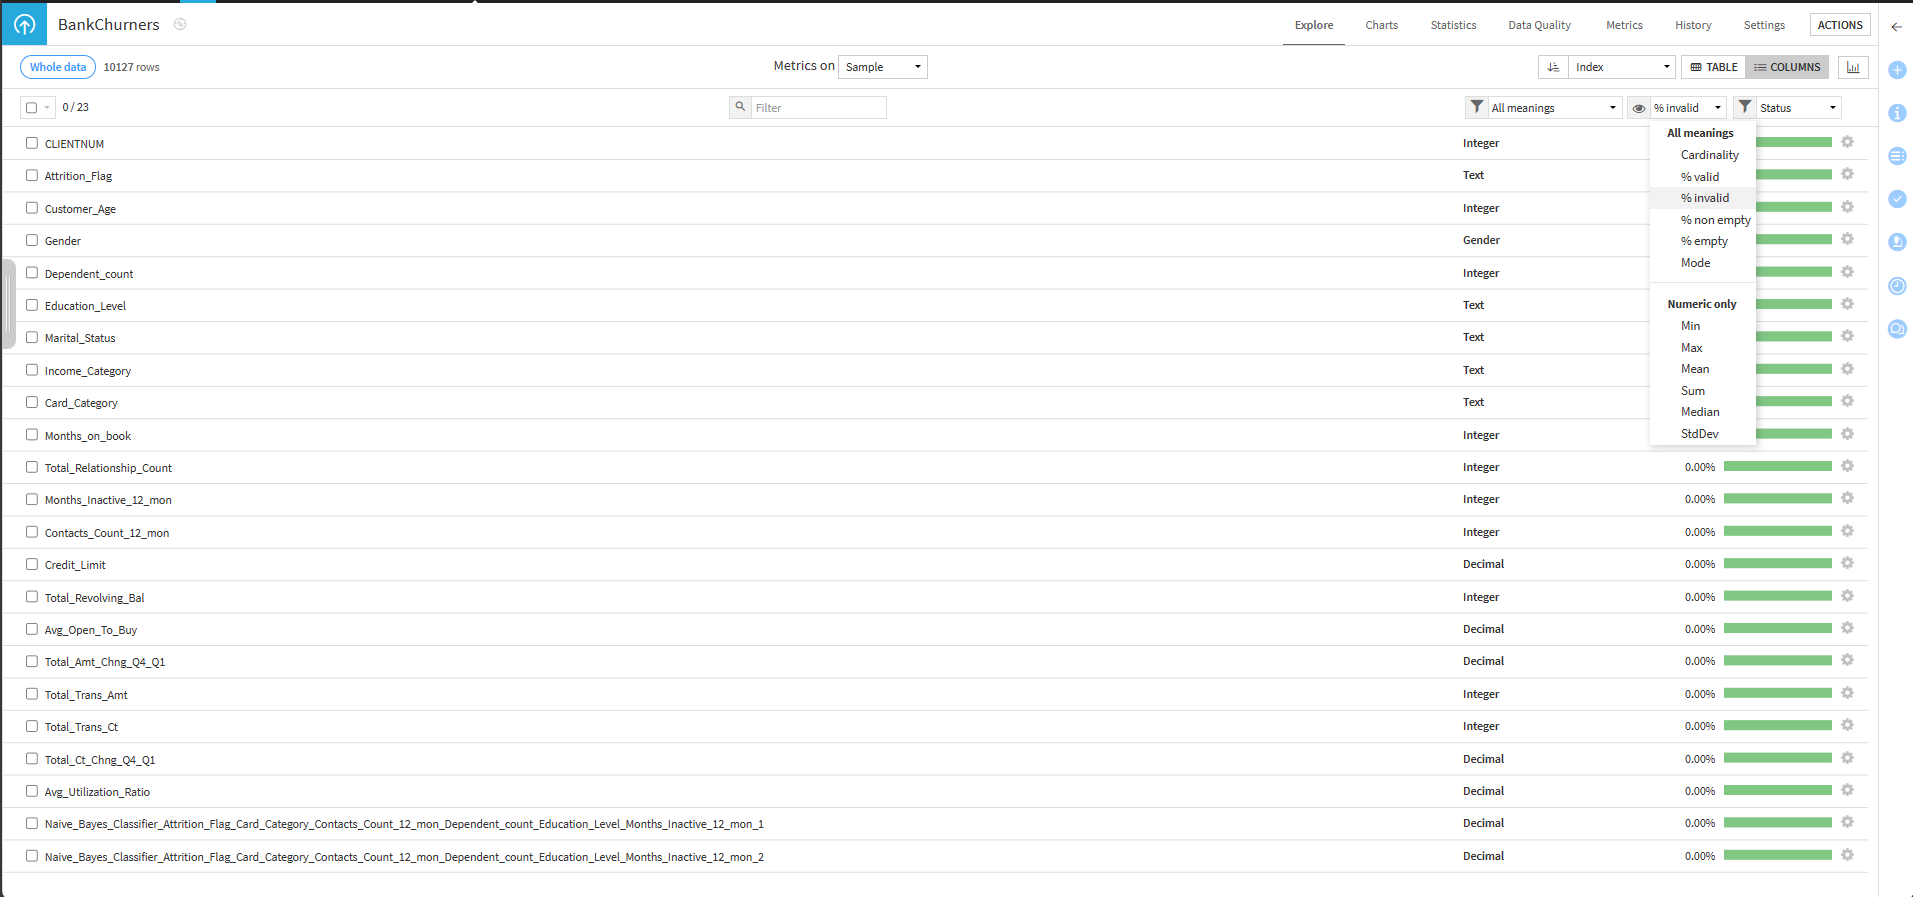 BankChurners
Explore Charts Statistics Data Quality Metrics History Settings ACTIONS
Whole data 10127 rows Metrics on Sample Index TABLE COLUMNS
0 / 23 Filter All meanings % invalid Status
CLIENTNUM Integer
Attrition_Flag Text
Customer_Age Integer
Gender Gender
Dependent_count Integer
Education_Level Text
Marital_Status Text
Income_Category Text
Card_Category Text
Months_on_book Integer
Total_Relationship_Count Integer 0.00%
Months_Inactive_12_mon Integer 0.00%
Contacts_Count_12_mon Integer 0.00%
Credit_Limit Decimal 0.00%
Total_Revolving_Bal Integer 0.00%
Avg_Open_To_Buy Decimal 0.00%
Total_Amt_Chng_Q4_Q1 Decimal 0.00%
Total_Trans_Amt Integer 0.00%
Total_Trans_Ct Integer 0.00%
Total_Ct_Chng_Q4_Q1 Decimal 0.00%
Avg_Utilization_Ratio Decimal 0.00%
Naive_Bayes_Classifier_Attrition_Flag_Card_Category_Contacts_Count_12_mon_Dependent_count_Education_Level_Months_Inactive_12_mon_1 Decimal 0.00%
Naive_Bayes_Classifier_Attrition_Flag_Card_Category_Contacts_Count_12_mon_Dependent_count_Education_Level_Months_Inactive_12_mon_2 Decimal 0.00%
All meanings
Cardinality
% valid
% invalid
% non empty
% empty
Mode
Numeric only
Min
Max
Mean
Sum
Median
StdDev